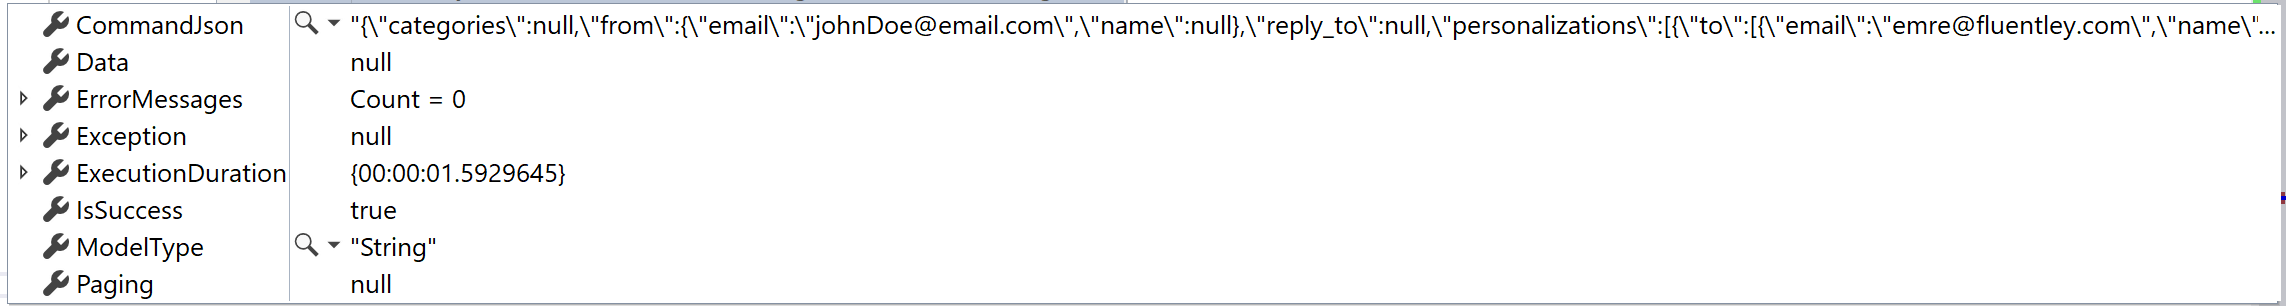 CommandJson "{\"categories\":null,\"from\":{\"email\":\"johnDoe@email.com\",\"name\":null},\"reply_to\":null,\"personalizations\":[{\"to\":[{\"email\":\"emre@fluentley.com\",\"name\"...
Data null
ErrorMessages Count = 0
Exception null
ExecutionDuration {00:00:01.5929645}
IsSuccess true
ModelType "String"
Paging null